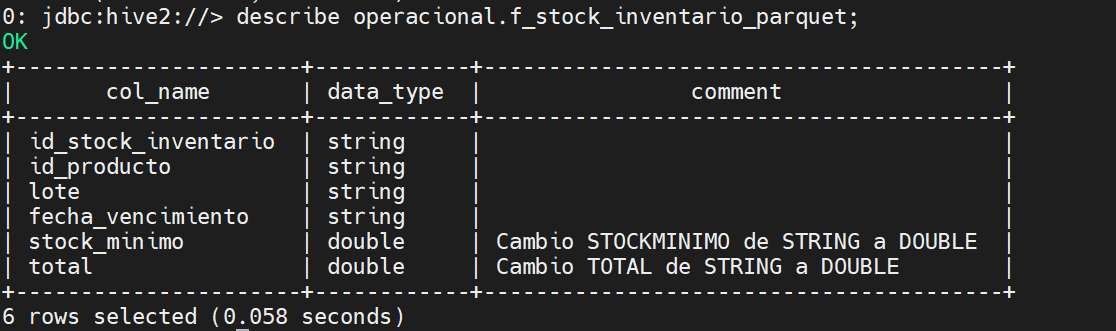 0: jdbc:hive2://> describe operacional.f_stock_inventario_parquet;
OK
+----------------------+------------+----------------------------------------+
|       col_name       | data_type  |                comment                 |
+----------------------+------------+----------------------------------------+
| id_stock_inventario  | string     |                                        |
| id_producto          | string     |                                        |
| lote                 | string     |                                        |
| fecha_vencimiento    | string     |                                        |
| stock_minimo         | double     | Cambio STOCKMINIMO de STRING a DOUBLE  |
| total                | double     | Cambio TOTAL de STRING a DOUBLE        |
+----------------------+------------+----------------------------------------+
6 rows selected (0.058 seconds)